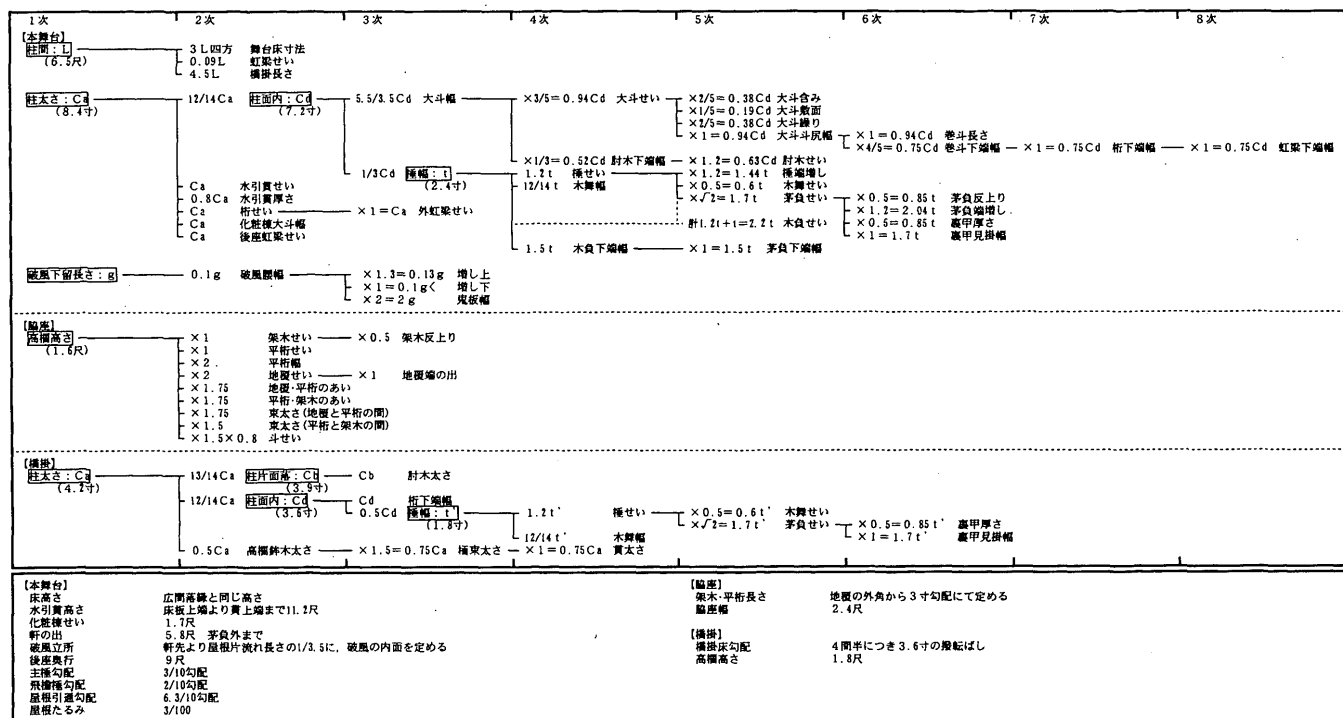 1次 2次 3次 4次 5次 6次 7次 8次
【本舞台】
柱間：L 3L四方 舞台床寸法
(6.5尺) 0.09L 虹梁せい
4.5L 橋掛長さ
柱太さ：Ca 12/14Ca 柱面内：Cd 5.5/3.5Cd 大斗幅 ×3/5＝0.94Cd 大斗せい ×2/5＝0.38Cd 大斗含み
(8.4寸) (7.2寸) ×1/5＝0.19Cd 大斗敷面
×2/5＝0.38Cd 大斗繰り
×1＝0.94Cd 大斗斗尻幅 ×1＝0.94Cd 巻斗長さ
×4/5＝0.75Cd 巻斗下端幅 ×1＝0.75Cd 桁下端幅 ×1＝0.75Cd 虹梁下端幅
×1/3＝0.52Cd 肘木下端幅 ×1.2＝0.63Cd 肘木せい
1/3Cd 垂幅：t 1.2t 垂せい ×1.2＝1.44t 垂端増し
Ca 水引貫せい (2.4寸) 12/14t 木舞幅 ×0.5＝0.6t 木舞せい
0.8Ca 水引貫厚さ ×√2＝1.7t 茅負せい ×0.5＝0.85t 茅負反上り
Ca 桁せい ×1＝Ca 外虹梁せい ×1.2＝2.04t 茅負端増し
Ca 化粧棟大斗幅 計1.2t＋t＝2.2t 木負せい ×0.5＝0.85t 裏甲厚さ
Ca 後座虹梁せい ×1＝1.7t 裏甲見掛幅
1.5t 木負下端幅 ×1＝1.5t 茅負下端幅
破風下留長さ：g 0.1g 破風腰幅 ×1.3＝0.13g 増し上
×1＝0.1g< 増し下
×2＝2g 鬼板幅
【脇座】
高欄高さ ×1 架木せい ×0.5 架木反上り
(1.6尺) ×1 平桁せい
×2. 平桁幅
×2 地覆せい ×1 地覆端の出
×1.75 地覆・平桁のあい
×1.75 平桁・架木のあい
×1.75 束太さ(地覆と平桁の間)
×1.5 束太さ(平桁と架木の間)
×1.5×0.8 斗せい
【橋掛】
柱太さ：Ca 13/14Ca 柱片面落：Cb Cb 肘木太さ
(4.2寸) (3.9寸)
12/14Ca 柱面内：Cd Cd 桁下端幅
(3.6寸) 0.5Cd 垂幅：t' 1.2t' 垂せい ×0.5＝0.6t' 木舞せい
(1.8寸) ×√2＝1.7t' 茅負せい ×0.5＝0.85t' 裏甲厚さ
12/14t' 木舞幅 ×1＝1.7t' 裏甲見掛幅
0.5Ca 高欄鉾木太さ ×1.5＝0.75Ca 束太さ ×1＝0.75Ca 貫太さ
【本舞台】
床高さ 広間落縁と同じ高さ
水引貫高さ 床板上端より貫上端まで11.2尺
化粧棟せい 1.7尺
軒の出 5.8尺 茅負外まで
破風立所 軒先より屋根片流れ長さの1/3.5に，破風の内面を定める
後座奥行 9尺
主垂勾配 3/10勾配
飛檐垂勾配 2/10勾配
屋根引通勾配 6.3/10勾配
屋根たるみ 3/100
【脇座】
架木・平桁長さ 地覆の外角から3寸勾配にて定める
脇座幅 2.4尺
【橋掛】
橋掛床勾配 4間半につき3.6寸の撥転ばし
高欄高さ 1.8尺